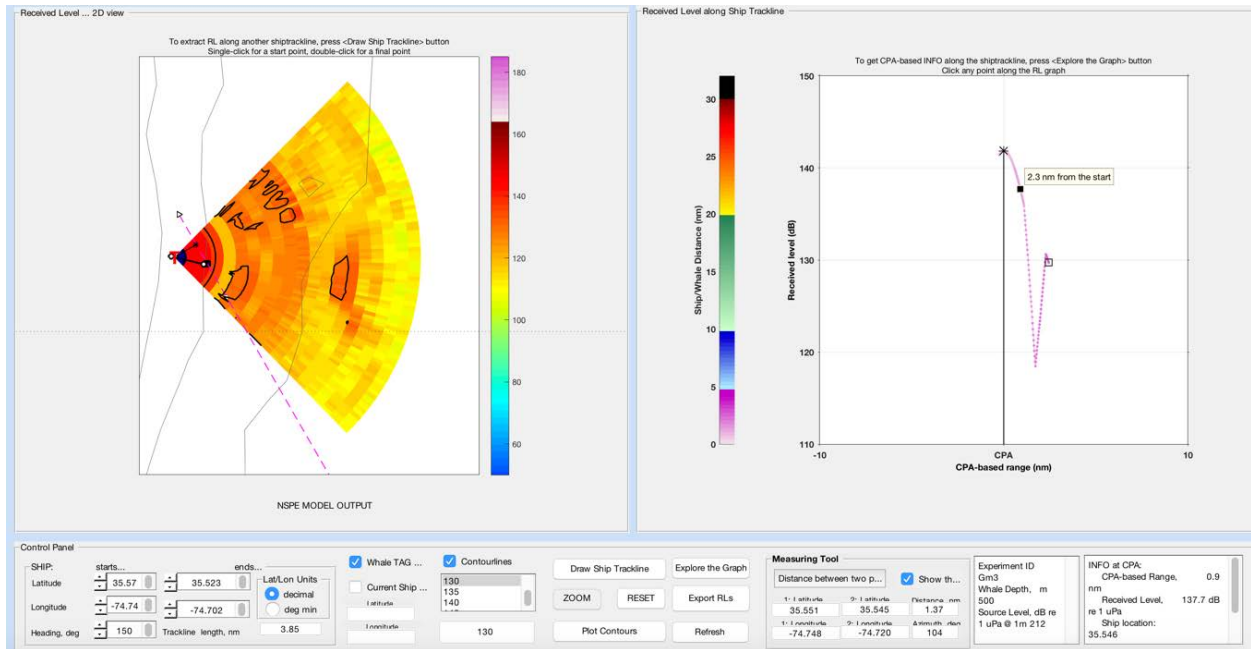 Received Level ... 2D view
To extract RL along another shiptrackline, press <Draw Ship Trackline> button
Single-click for a start point, double-click for a final point
180
160
140
120
100
80
60
T
NSPE MODEL OUTPUT
Received Level along Ship Trackline
To get CPA-based INFO along the shiptrackline, press <Explore the Graph> button
Click any point along the RL graph
Ship/Whale Distance (nm)
30
25
20
15
10
5
0
Received level (dB)
150
140
130
120
110
2.3 nm from the start
-10
CPA
10
CPA-based range (nm)
Control Panel
SHIP:
starts...
ends...
Latitude
35.57
35.523
Longitude
-74.74
-74.702
Heading, deg
150
Trackline length, nm
3.85
Lat/Lon Units
decimal
deg min
Whale TAG ...
Current Ship ...
Latitude
Longitude
Contourlines
130
135
140
130
Draw Ship Trackline
Explore the Graph
ZOOM
RESET
Export RLs
Plot Contours
Refresh
Measuring Tool
Distance between two p...
Show th...
1: Latitude
2: Latitude
Distance, nm
35.551
35.545
1.37
1: Longitude
2: Longitude
Azimuth, deg
-74.748
-74.720
104
Experiment ID
Gm3
Whale Depth, m
500
Source Level, dB re
1 uPa @ 1m 212
INFO at CPA:
CPA-based Range, 0.9
nm
Received Level, 137.7 dB
re 1 uPa
Ship location:
35.546